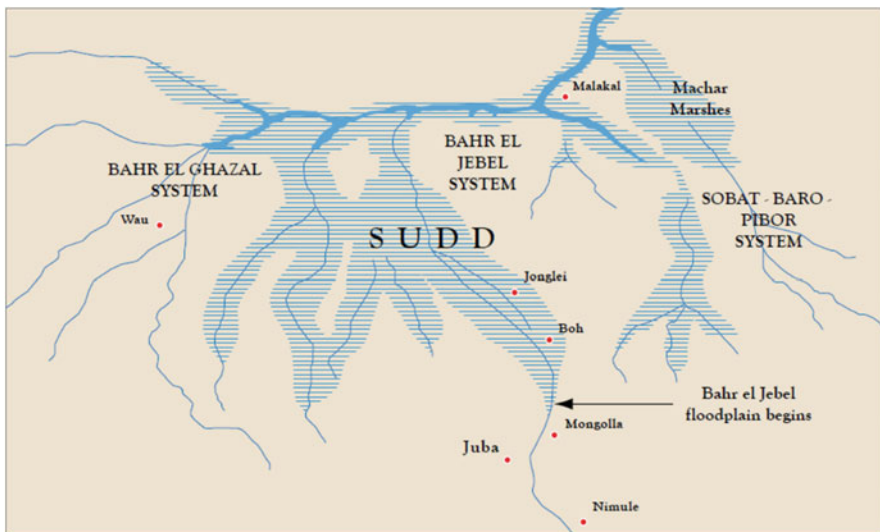 Malakal
Machar
Marshes
BAHR EL
JEBEL
SYSTEM
BAHR EL GHAZAL
SYSTEM
SOBAT - BARO -
PIBOR
SYSTEM
Wau
SUDD
Jonglei
Boh
Bahr el Jebel
floodplain begins
Mongolla
Juba
Nimule